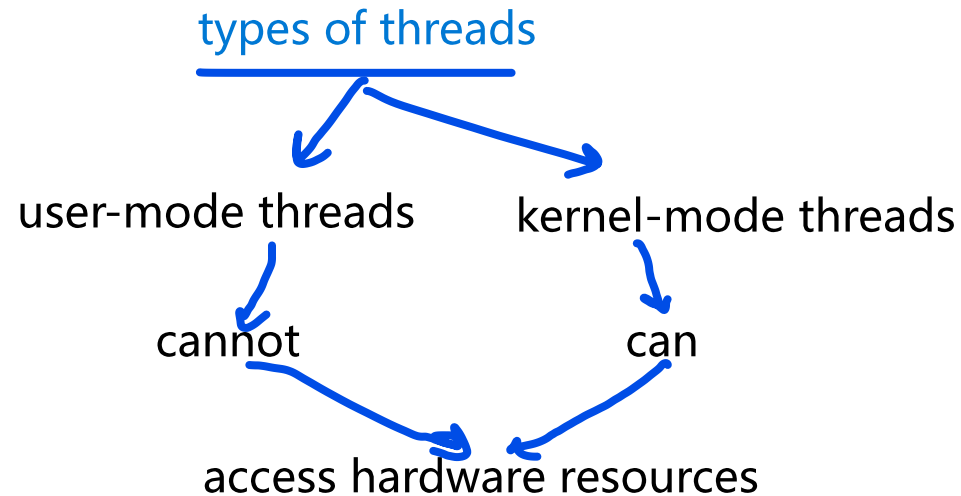 types of threads
user-mode threads
kernel-mode threads
cannot
can
access hardware resources